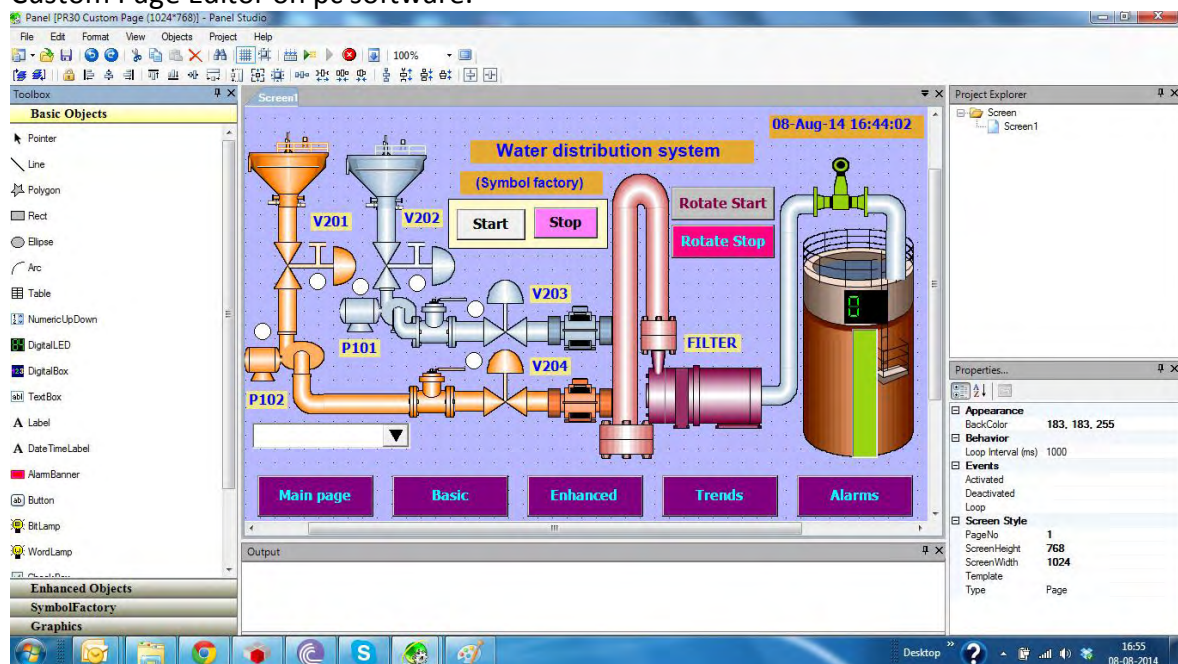 Custom Page Editor on pc software.
Panel [PR30 Custom Page (1024*768)] - Panel Studio
File Edit Format View Objects Project Help
100%
Toolbox
Basic Objects
Pointer
Line
Polygon
Rect
Ellipse
Arc
Table
NumericUpDown
DigitalLED
DigitalBox
TextBox
Label
DateTimeLabel
AlarmBanner
Button
BitLamp
WordLamp
Enhanced Objects
SymbolFactory
Graphics
Screen1
08-Aug-14 16:44:02
Water distribution system
(Symbol factory)
Start
Stop
Rotate Start
Rotate Stop
V201
V202
V203
P101
FILTER
V204
P102
0
Main page
Basic
Enhanced
Trends
Alarms
Output
Project Explorer
Screen
Screen1
Properties...
Appearance
BackColor 183, 183, 255
Behavior
Loop Interval (ms) 1000
Events
Activated
Deactivated
Loop
Screen Style
PageNo 1
ScreenHeight 768
ScreenWidth 1024
Template
Type Page
Desktop
16:55
08-08-2014